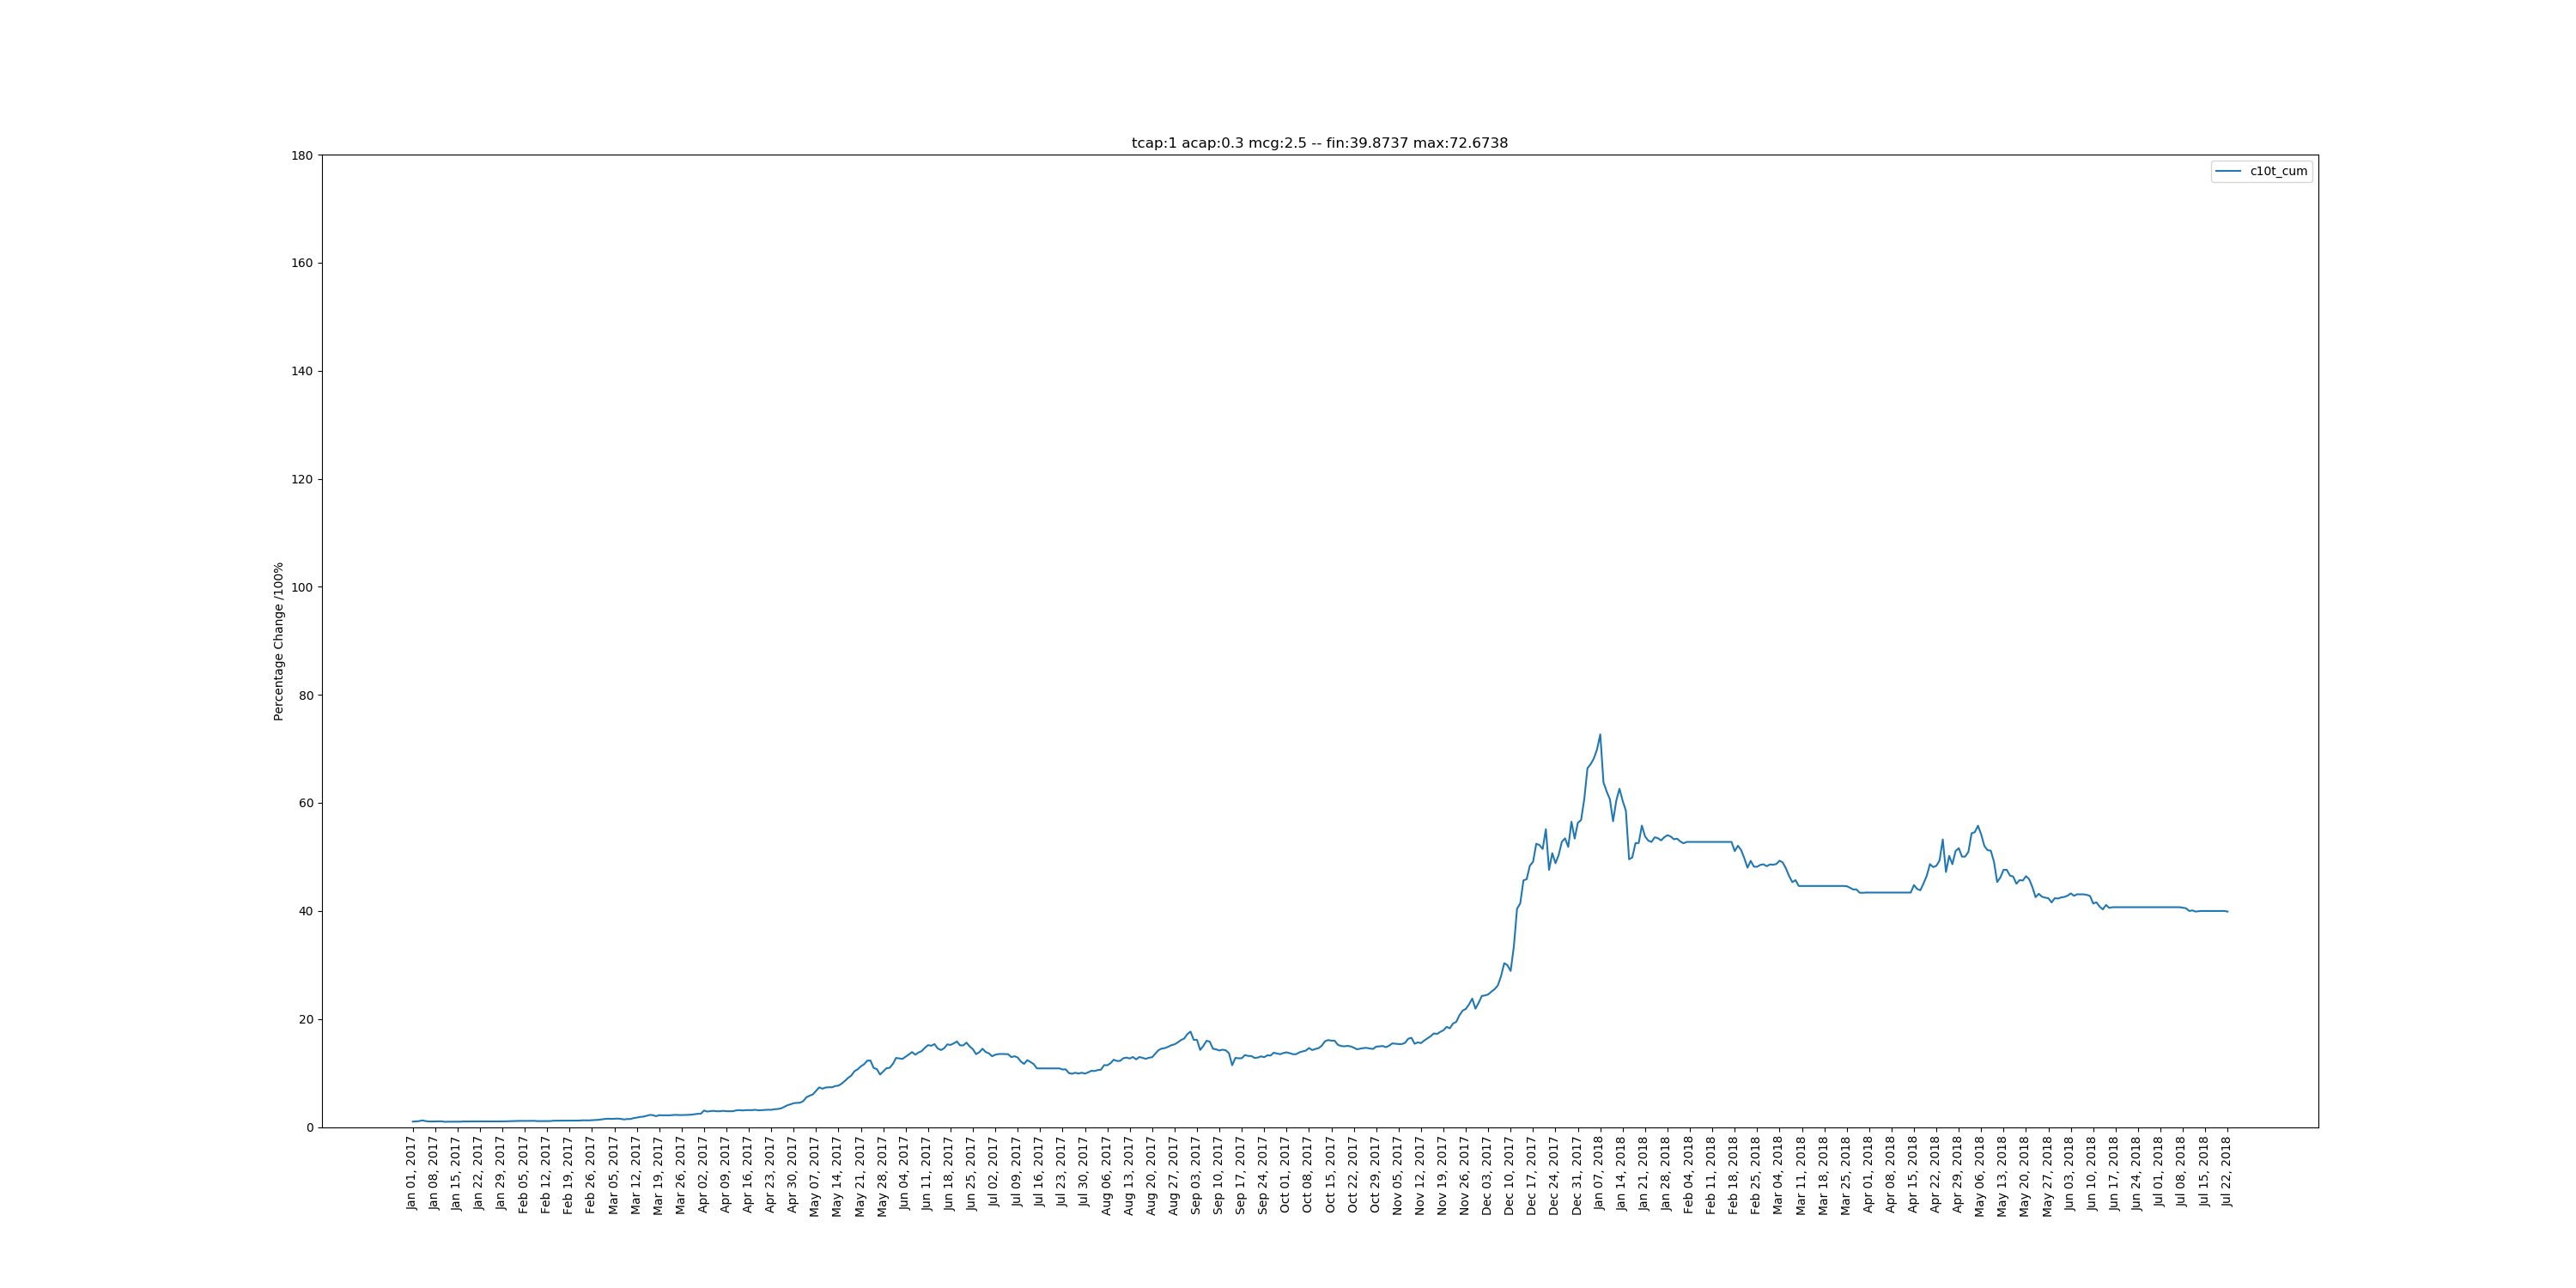 tcap:1 acap:0.3 mcg:2.5 -- fin:39.8737 max:72.6738
c10t_cum
Percentage Change /100%
180
160
140
120
100
80
60
40
20
0
Jan 01, 2017
Jan 08, 2017
Jan 15, 2017
Jan 22, 2017
Jan 29, 2017
Feb 05, 2017
Feb 12, 2017
Feb 19, 2017
Feb 26, 2017
Mar 05, 2017
Mar 12, 2017
Mar 19, 2017
Mar 26, 2017
Apr 02, 2017
Apr 09, 2017
Apr 16, 2017
Apr 23, 2017
Apr 30, 2017
May 07, 2017
May 14, 2017
May 21, 2017
May 28, 2017
Jun 04, 2017
Jun 11, 2017
Jun 18, 2017
Jun 25, 2017
Jul 02, 2017
Jul 09, 2017
Jul 16, 2017
Jul 23, 2017
Jul 30, 2017
Aug 06, 2017
Aug 13, 2017
Aug 20, 2017
Aug 27, 2017
Sep 03, 2017
Sep 10, 2017
Sep 17, 2017
Sep 24, 2017
Oct 01, 2017
Oct 08, 2017
Oct 15, 2017
Oct 22, 2017
Oct 29, 2017
Nov 05, 2017
Nov 12, 2017
Nov 19, 2017
Nov 26, 2017
Dec 03, 2017
Dec 10, 2017
Dec 17, 2017
Dec 24, 2017
Dec 31, 2017
Jan 07, 2018
Jan 14, 2018
Jan 21, 2018
Jan 28, 2018
Feb 04, 2018
Feb 11, 2018
Feb 18, 2018
Feb 25, 2018
Mar 04, 2018
Mar 11, 2018
Mar 18, 2018
Mar 25, 2018
Apr 01, 2018
Apr 08, 2018
Apr 15, 2018
Apr 22, 2018
Apr 29, 2018
May 06, 2018
May 13, 2018
May 20, 2018
May 27, 2018
Jun 03, 2018
Jun 10, 2018
Jun 17, 2018
Jun 24, 2018
Jul 01, 2018
Jul 08, 2018
Jul 15, 2018
Jul 22, 2018